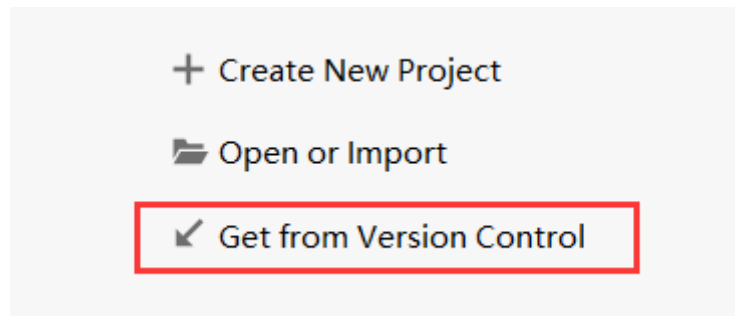 Create New Project
Open or Import
Get from Version Control